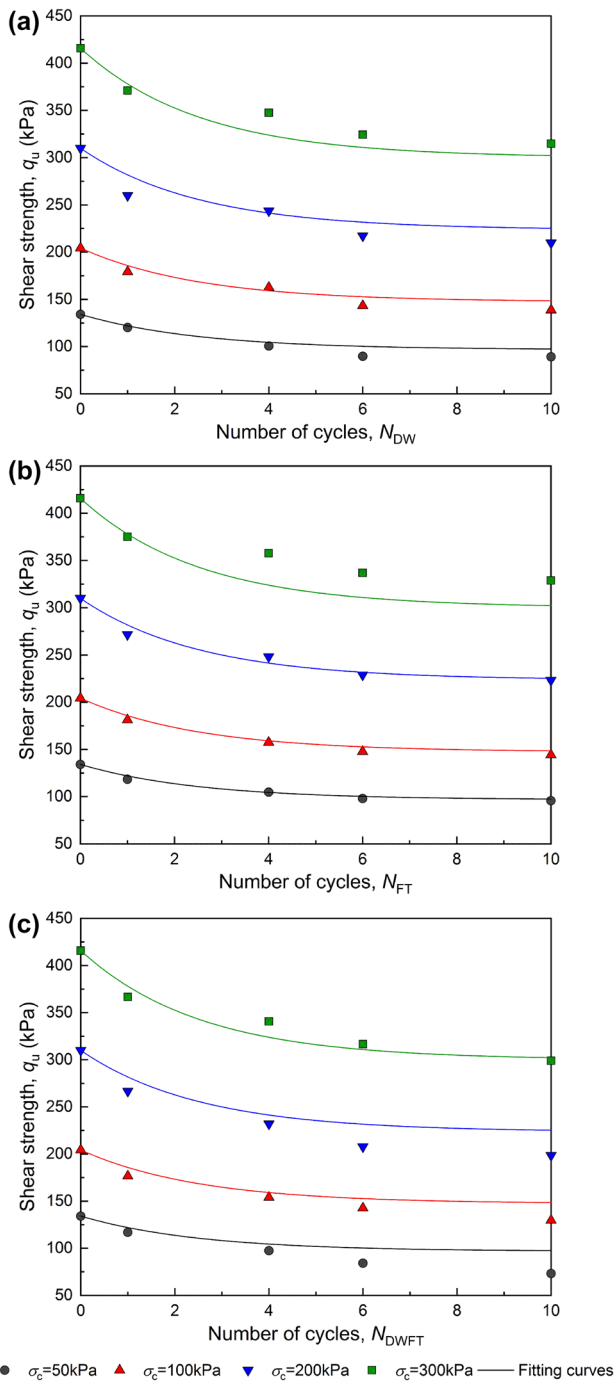 (a)
450
400
350
300
250
200
150
100
50
Shear strength, qu (kPa)
0 2 4 6 8 10
Number of cycles, NDW
(b)
450
400
350
300
250
200
150
100
50
Shear strength, qu (kPa)
0 2 4 6 8 10
Number of cycles, NFT
(c)
450
400
350
300
250
200
150
100
50
Shear strength, qu (kPa)
0 2 4 6 8 10
Number of cycles, NDWFT
σc=50kPa σc=100kPa σc=200kPa σc=300kPa Fitting curves